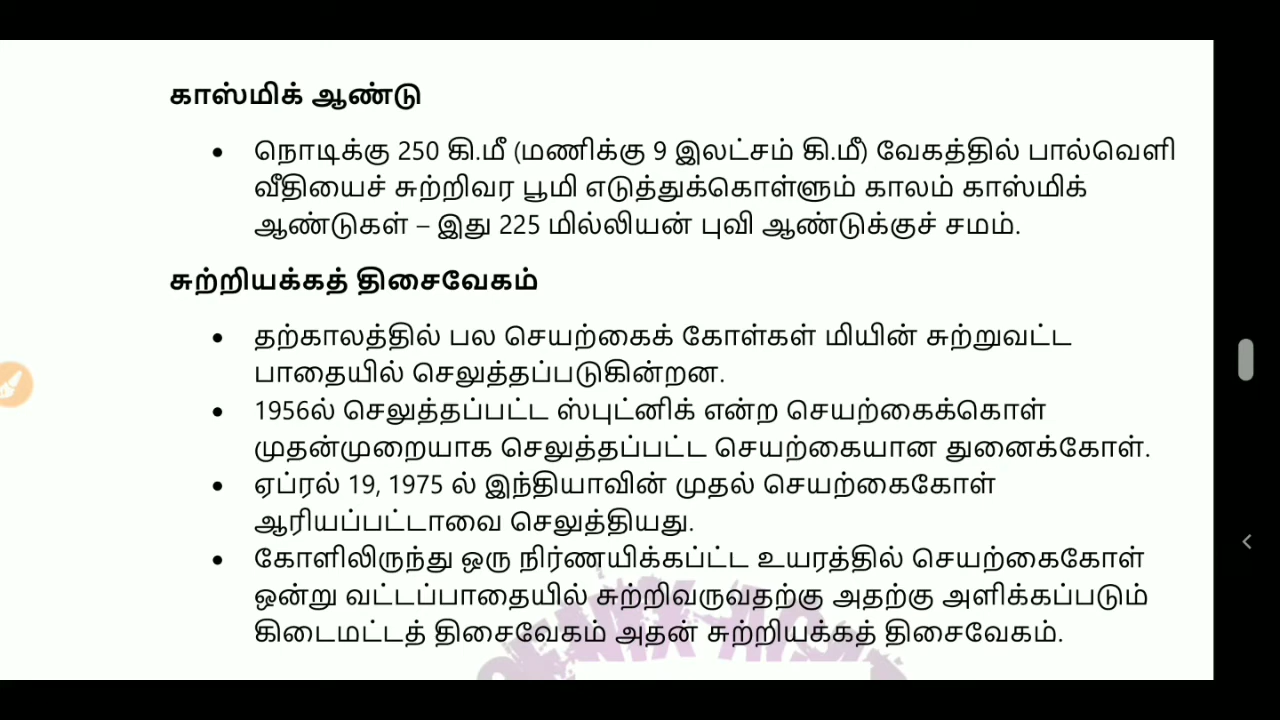 காஸ்மிக் ஆண்டு
• நொடிக்கு 250 கி.மீ (மணிக்கு 9 இலட்சம் கி.மீ) வேகத்தில் பால்வெளி
வீதியைச் சுற்றிவர பூமி எடுத்துக்கொள்ளும் காலம் காஸ்மிக்
ஆண்டுகள் – இது 225 மில்லியன் புவி ஆண்டுக்குச் சமம்.
சுற்றியக்கத் திசைவேகம்
• தற்காலத்தில் பல செயற்கைக் கோள்கள் மியின் சுற்றுவட்ட
பாதையில் செலுத்தப்படுகின்றன.
• 1956ல் செலுத்தப்பட்ட ஸ்புட்னிக் என்ற செயற்கைக்கொள்
முதன்முறையாக செலுத்தப்பட்ட செயற்கையான துனைக்கோள்.
• ஏப்ரல் 19, 1975 ல் இந்தியாவின் முதல் செயற்கைகோள்
ஆரியப்பட்டாவை செலுத்தியது.
• கோளிலிருந்து ஒரு நிர்ணயிக்கப்ட்ட உயரத்தில் செயற்கைகோள்
ஒன்று வட்டப்பாதையில் சுற்றிவருவதற்கு அதற்கு அளிக்கப்படும்
கிடைமட்டத் திசைவேகம் அதன் சுற்றியக்கத் திசைவேகம்.